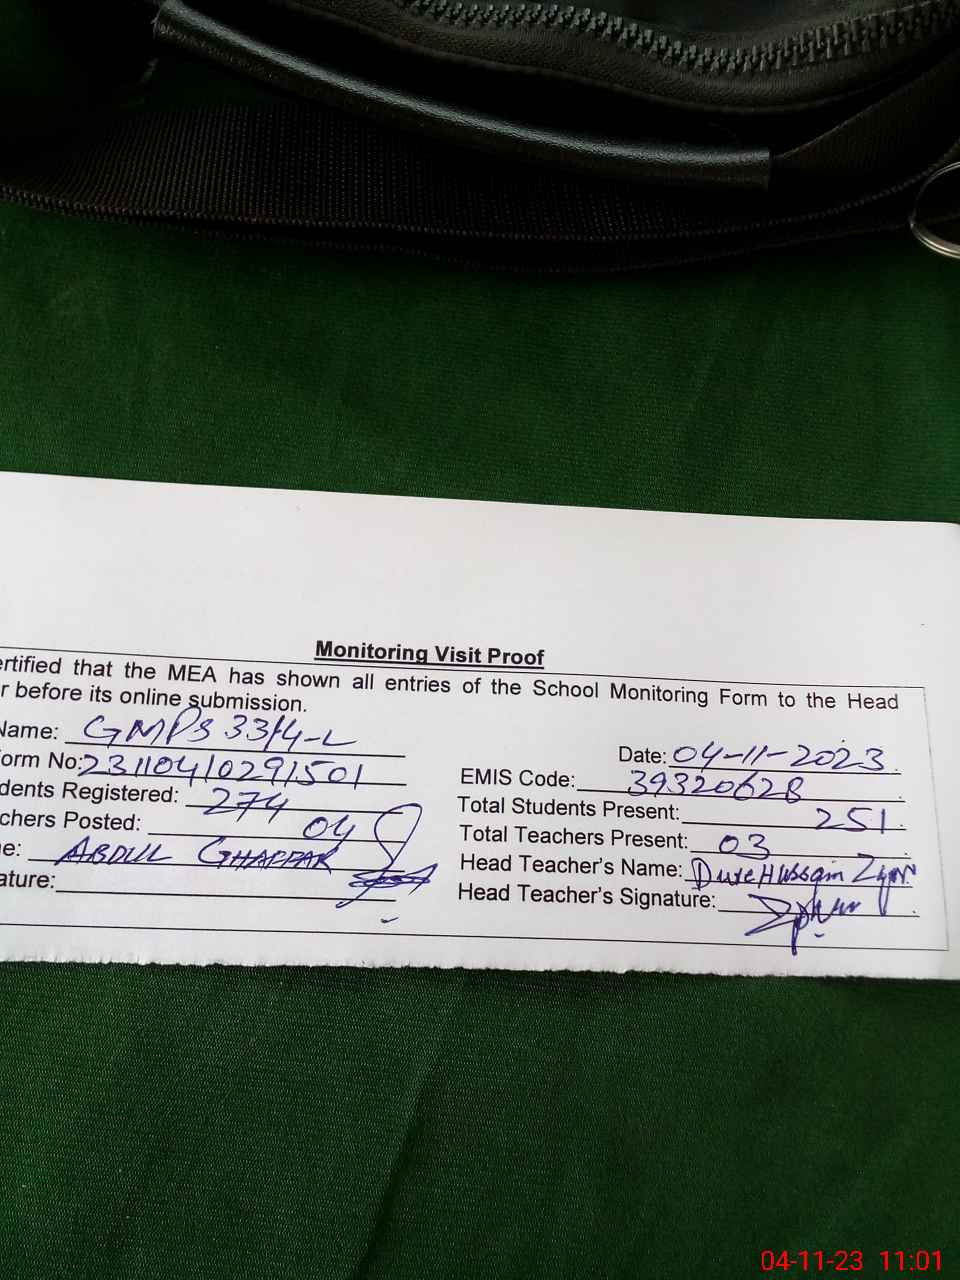 Monitoring Visit Proof
ertified that the MEA has shown all entries of the School Monitoring Form to the Head
r before its online submission.
Name: GMPS 33/4-L
Date: 04-11-2023
orm No: 23110410291501
EMIS Code: 39320628
dents Registered: 274
Total Students Present: 251
chers Posted: 04
Total Teachers Present: 03
e: ABDUL GHAFFAR
Head Teacher's Name: Hussain
ature:
Head Teacher's Signature:
04-11-23 11:01